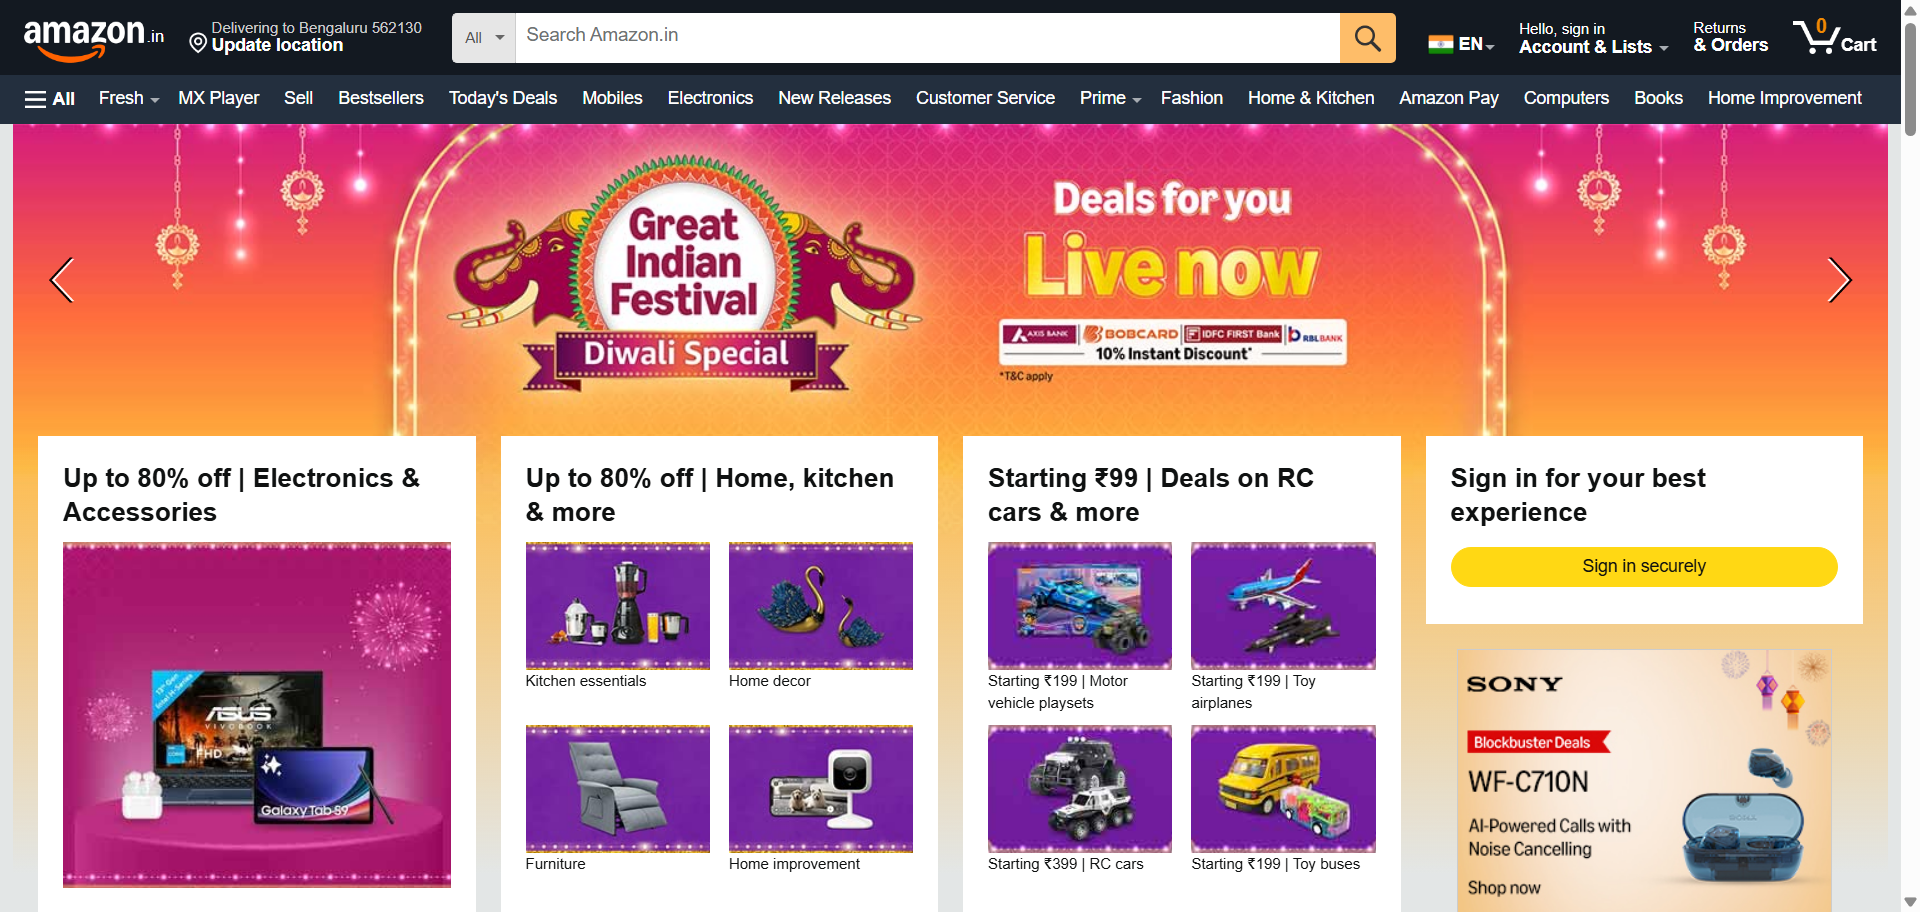 amazon.in
Delivering to Bengaluru 562130
Update location
All
Search Amazon.in
EN
Hello, sign in
Account & Lists
Returns
& Orders
0
Cart
All
Fresh
MX Player
Sell
Bestsellers
Today's Deals
Mobiles
Electronics
New Releases
Customer Service
Prime
Fashion
Home & Kitchen
Amazon Pay
Computers
Books
Home Improvement
Great
Indian
Festival
Diwali Special
Deals for you
Live now
AXIS BANK
BOBCARD
IDFC FIRST Bank
RBLBANK
10% Instant Discount*
*T&C apply
Up to 80% off | Electronics &
Accessories
13th Gen
Intel H-Series
ASUS
VIVOBOOK
FHD
Galaxy Tab S9
Up to 80% off | Home, kitchen
& more
Kitchen essentials
Home decor
Furniture
Home improvement
Starting ₹99 | Deals on RC
cars & more
Starting ₹199 | Motor
vehicle playsets
Starting ₹199 | Toy
airplanes
Starting ₹399 | RC cars
Starting ₹199 | Toy buses
Sign in for your best
experience
Sign in securely
SONY
Blockbuster Deals
WF-C710N
AI-Powered Calls with
Noise Cancelling
Shop now
SONY